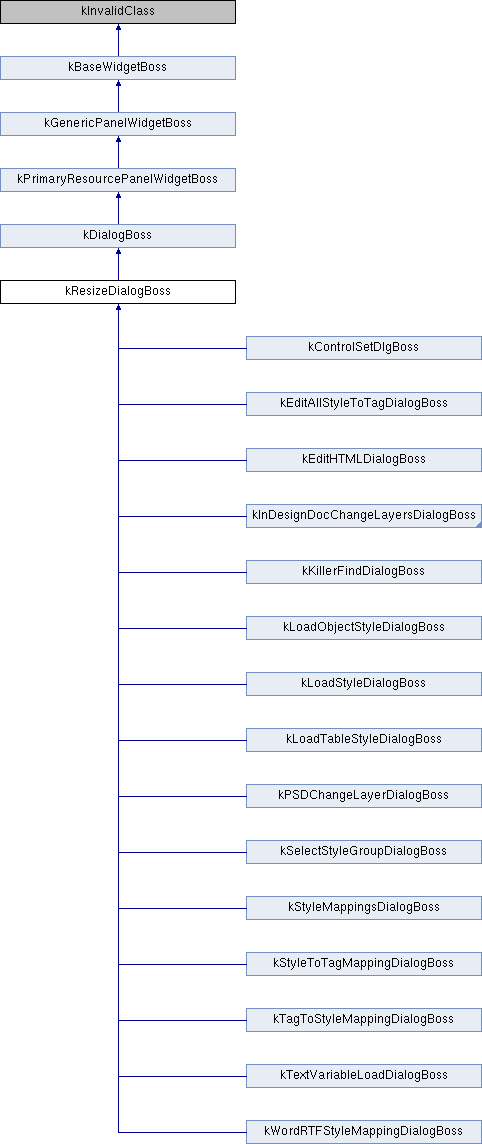 kInvalidClass
kBaseWidgetBoss
kGenericPanelWidgetBoss
kPrimaryResourcePanelWidgetBoss
kDialogBoss
kResizeDialogBoss
kControlSetDlgBoss
kEditAllStyleToTagDialogBoss
kEditHTMLDialogBoss
kInDesignDocChangeLayersDialogBoss
kKillerFindDialogBoss
kLoadObjectStyleDialogBoss
kLoadStyleDialogBoss
kLoadTableStyleDialogBoss
kPSDChangeLayerDialogBoss
kSelectStyleGroupDialogBoss
kStyleMappingsDialogBoss
kStyleToTagMappingDialogBoss
kTagToStyleMappingDialogBoss
kTextVariableLoadDialogBoss
kWordRTFStyleMappingDialogBoss